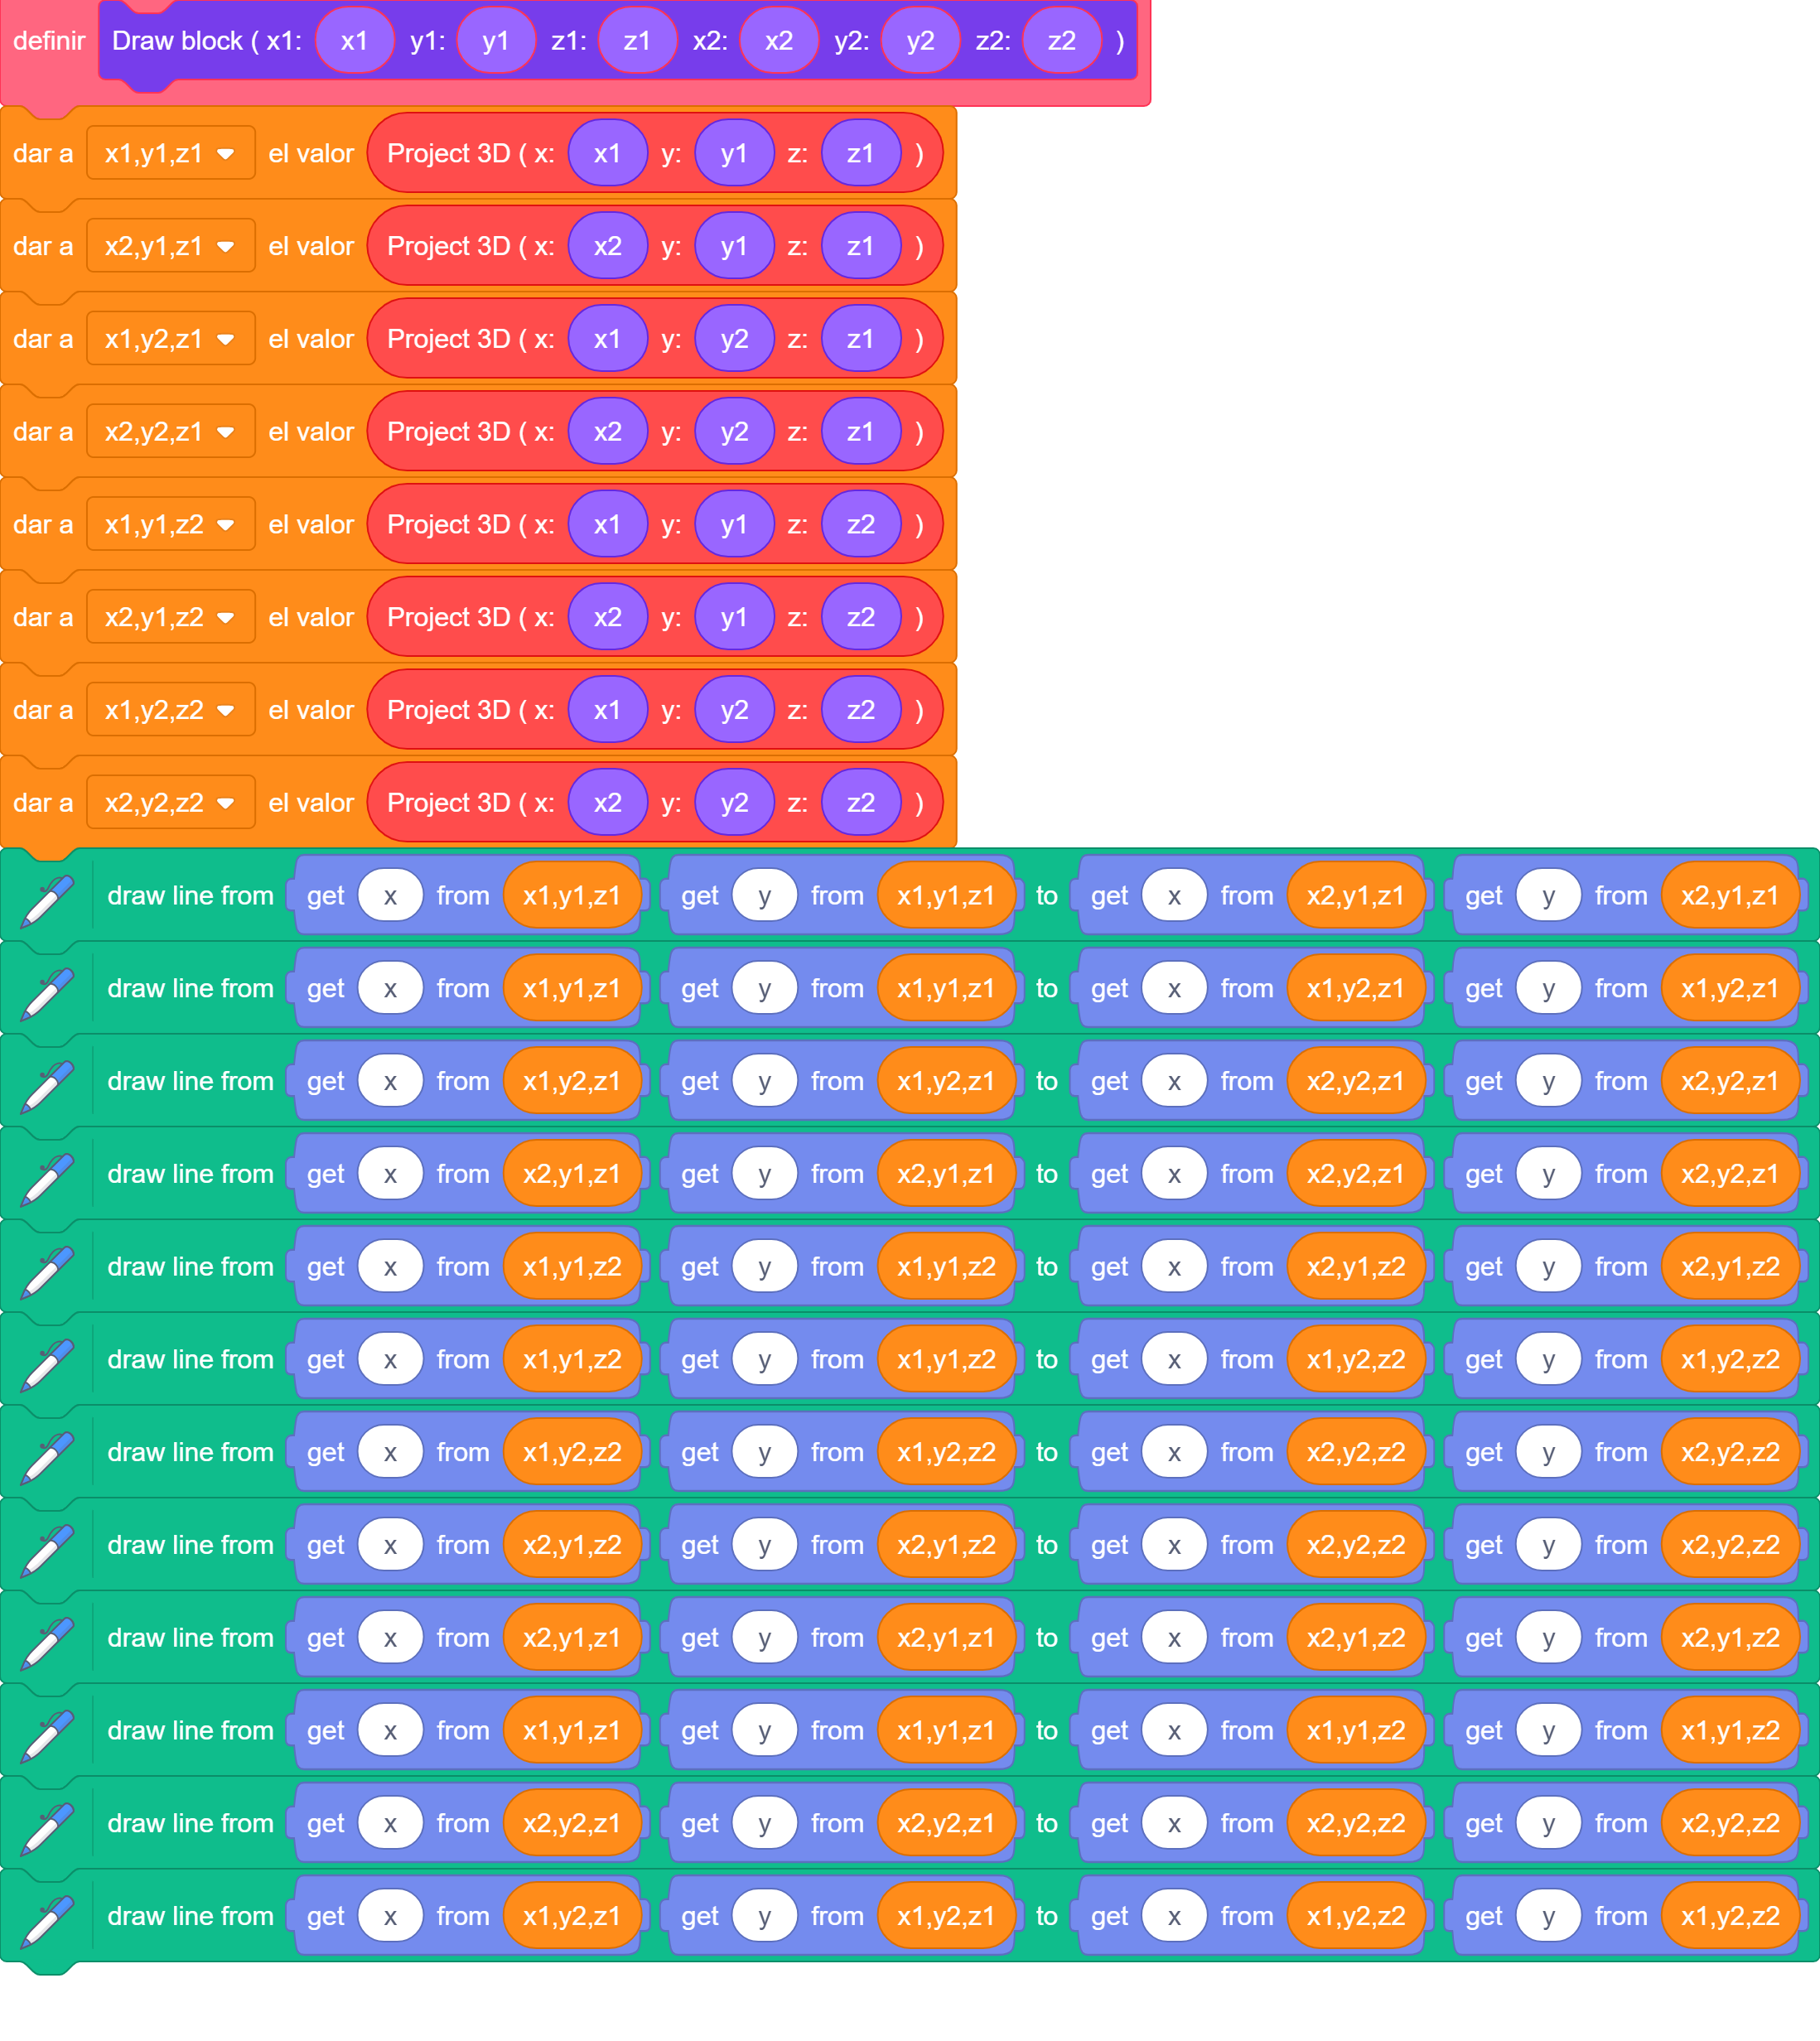 definir Draw block ( x1: x1 y1: y1 z1: z1 x2: x2 y2: y2 z2: z2 )
dar a x1,y1,z1 el valor Project 3D ( x: x1 y: y1 z: z1 )
dar a x2,y1,z1 el valor Project 3D ( x: x2 y: y1 z: z1 )
dar a x1,y2,z1 el valor Project 3D ( x: x1 y: y2 z: z1 )
dar a x2,y2,z1 el valor Project 3D ( x: x2 y: y2 z: z1 )
dar a x1,y1,z2 el valor Project 3D ( x: x1 y: y1 z: z2 )
dar a x2,y1,z2 el valor Project 3D ( x: x2 y: y1 z: z2 )
dar a x1,y2,z2 el valor Project 3D ( x: x1 y: y2 z: z2 )
dar a x2,y2,z2 el valor Project 3D ( x: x2 y: y2 z: z2 )
draw line from get x from x1,y1,z1 get y from x1,y1,z1 to get x from x2,y1,z1 get y from x2,y1,z1
draw line from get x from x1,y1,z1 get y from x1,y1,z1 to get x from x1,y2,z1 get y from x1,y2,z1
draw line from get x from x1,y2,z1 get y from x1,y2,z1 to get x from x2,y2,z1 get y from x2,y2,z1
draw line from get x from x2,y1,z1 get y from x2,y1,z1 to get x from x2,y2,z1 get y from x2,y2,z1
draw line from get x from x1,y1,z2 get y from x1,y1,z2 to get x from x2,y1,z2 get y from x2,y1,z2
draw line from get x from x1,y1,z2 get y from x1,y1,z2 to get x from x1,y2,z2 get y from x1,y2,z2
draw line from get x from x1,y2,z2 get y from x1,y2,z2 to get x from x2,y2,z2 get y from x2,y2,z2
draw line from get x from x2,y1,z2 get y from x2,y1,z2 to get x from x2,y2,z2 get y from x2,y2,z2
draw line from get x from x2,y1,z1 get y from x2,y1,z1 to get x from x2,y1,z2 get y from x2,y1,z2
draw line from get x from x1,y1,z1 get y from x1,y1,z1 to get x from x1,y1,z2 get y from x1,y1,z2
draw line from get x from x2,y2,z1 get y from x2,y2,z1 to get x from x2,y2,z2 get y from x2,y2,z2
draw line from get x from x1,y2,z1 get y from x1,y2,z1 to get x from x1,y2,z2 get y from x1,y2,z2